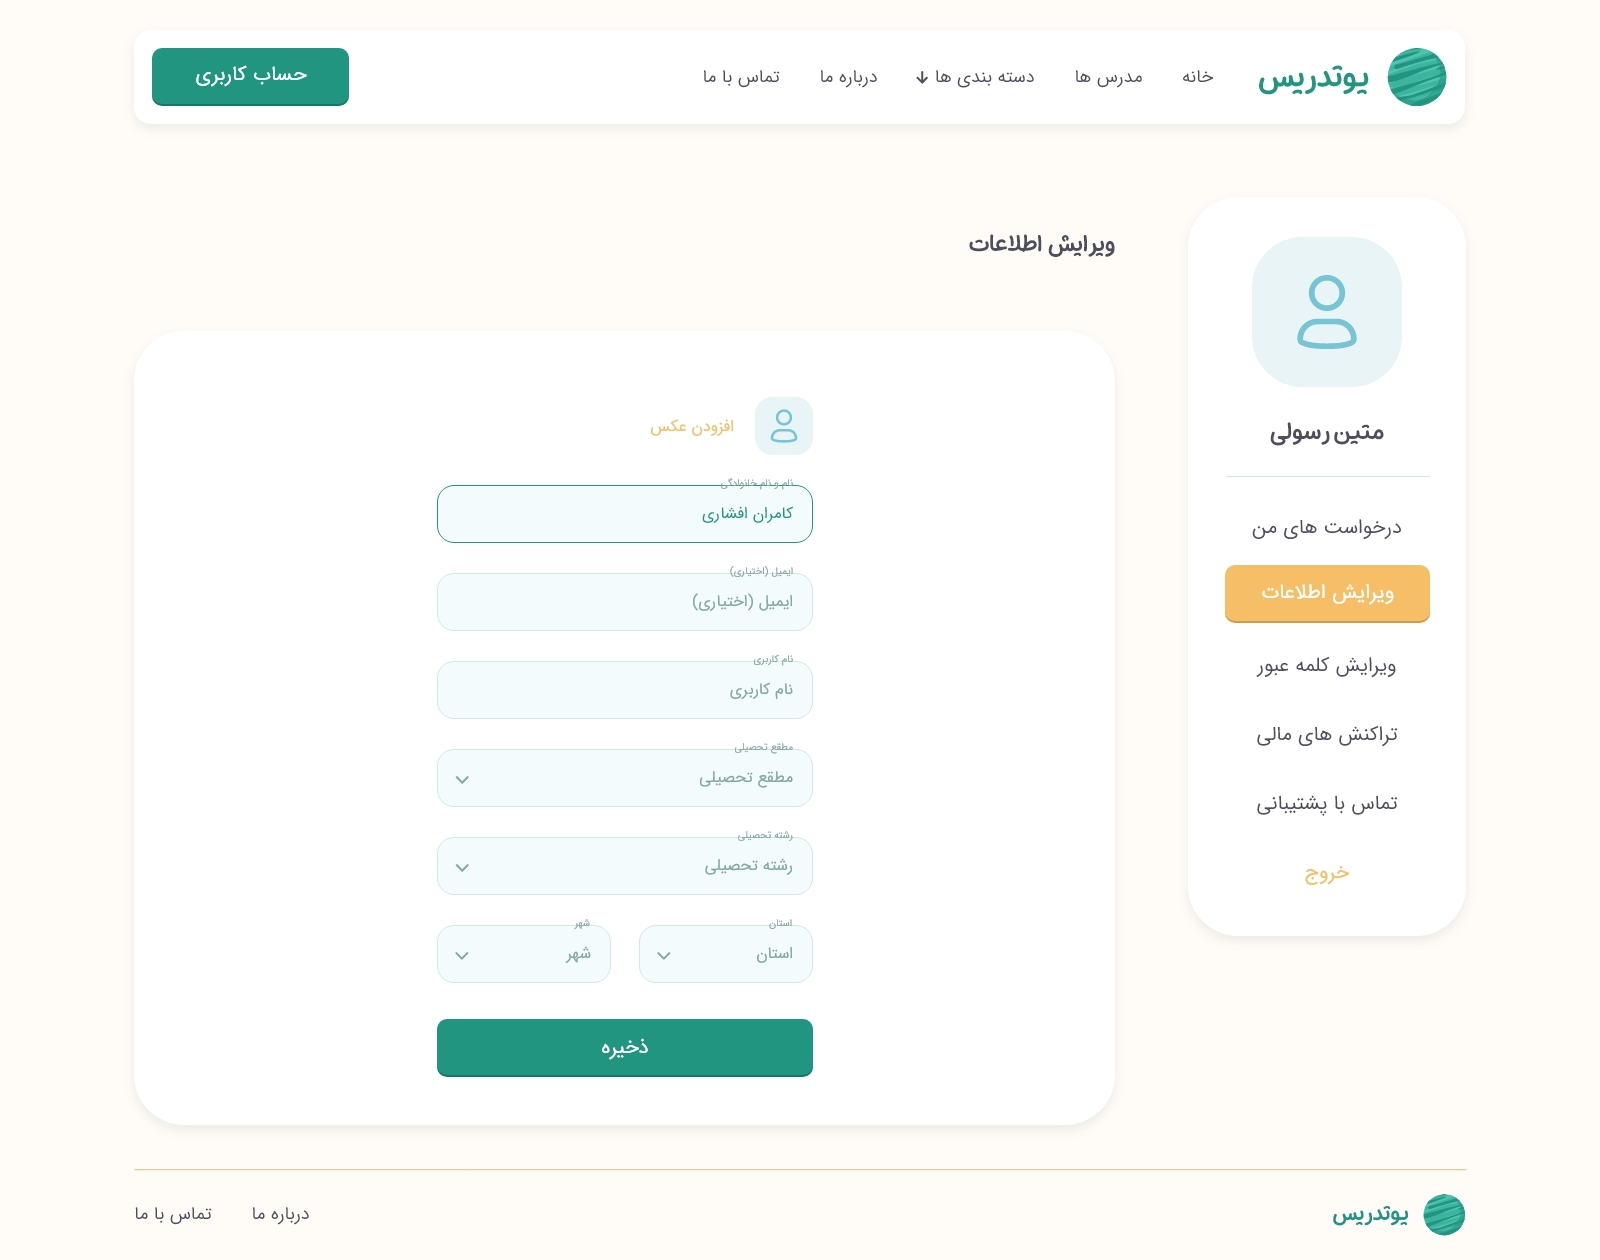 یوتدریس
خانه
مدرس ها
دسته بندی ها
درباره ما
تماس با ما
حساب کاربری
متین رسولی
درخواست های من
ویرایش اطلاعات
ویرایش کلمه عبور
تراکنش های مالی
تماس با پشتیبانی
خروج
ویرایش اطلاعات
افزودن عکس
نام و نام خانوادگی
کامران افشاری
ایمیل (اختیاری)
ایمیل (اختیاری)
نام کاربری
نام کاربری
مطقع تحصیلی
مطقع تحصیلی
رشته تحصیلی
رشته تحصیلی
استان
استان
شهر
شهر
ذخیره
یوتدریس
درباره ما
تماس با ما